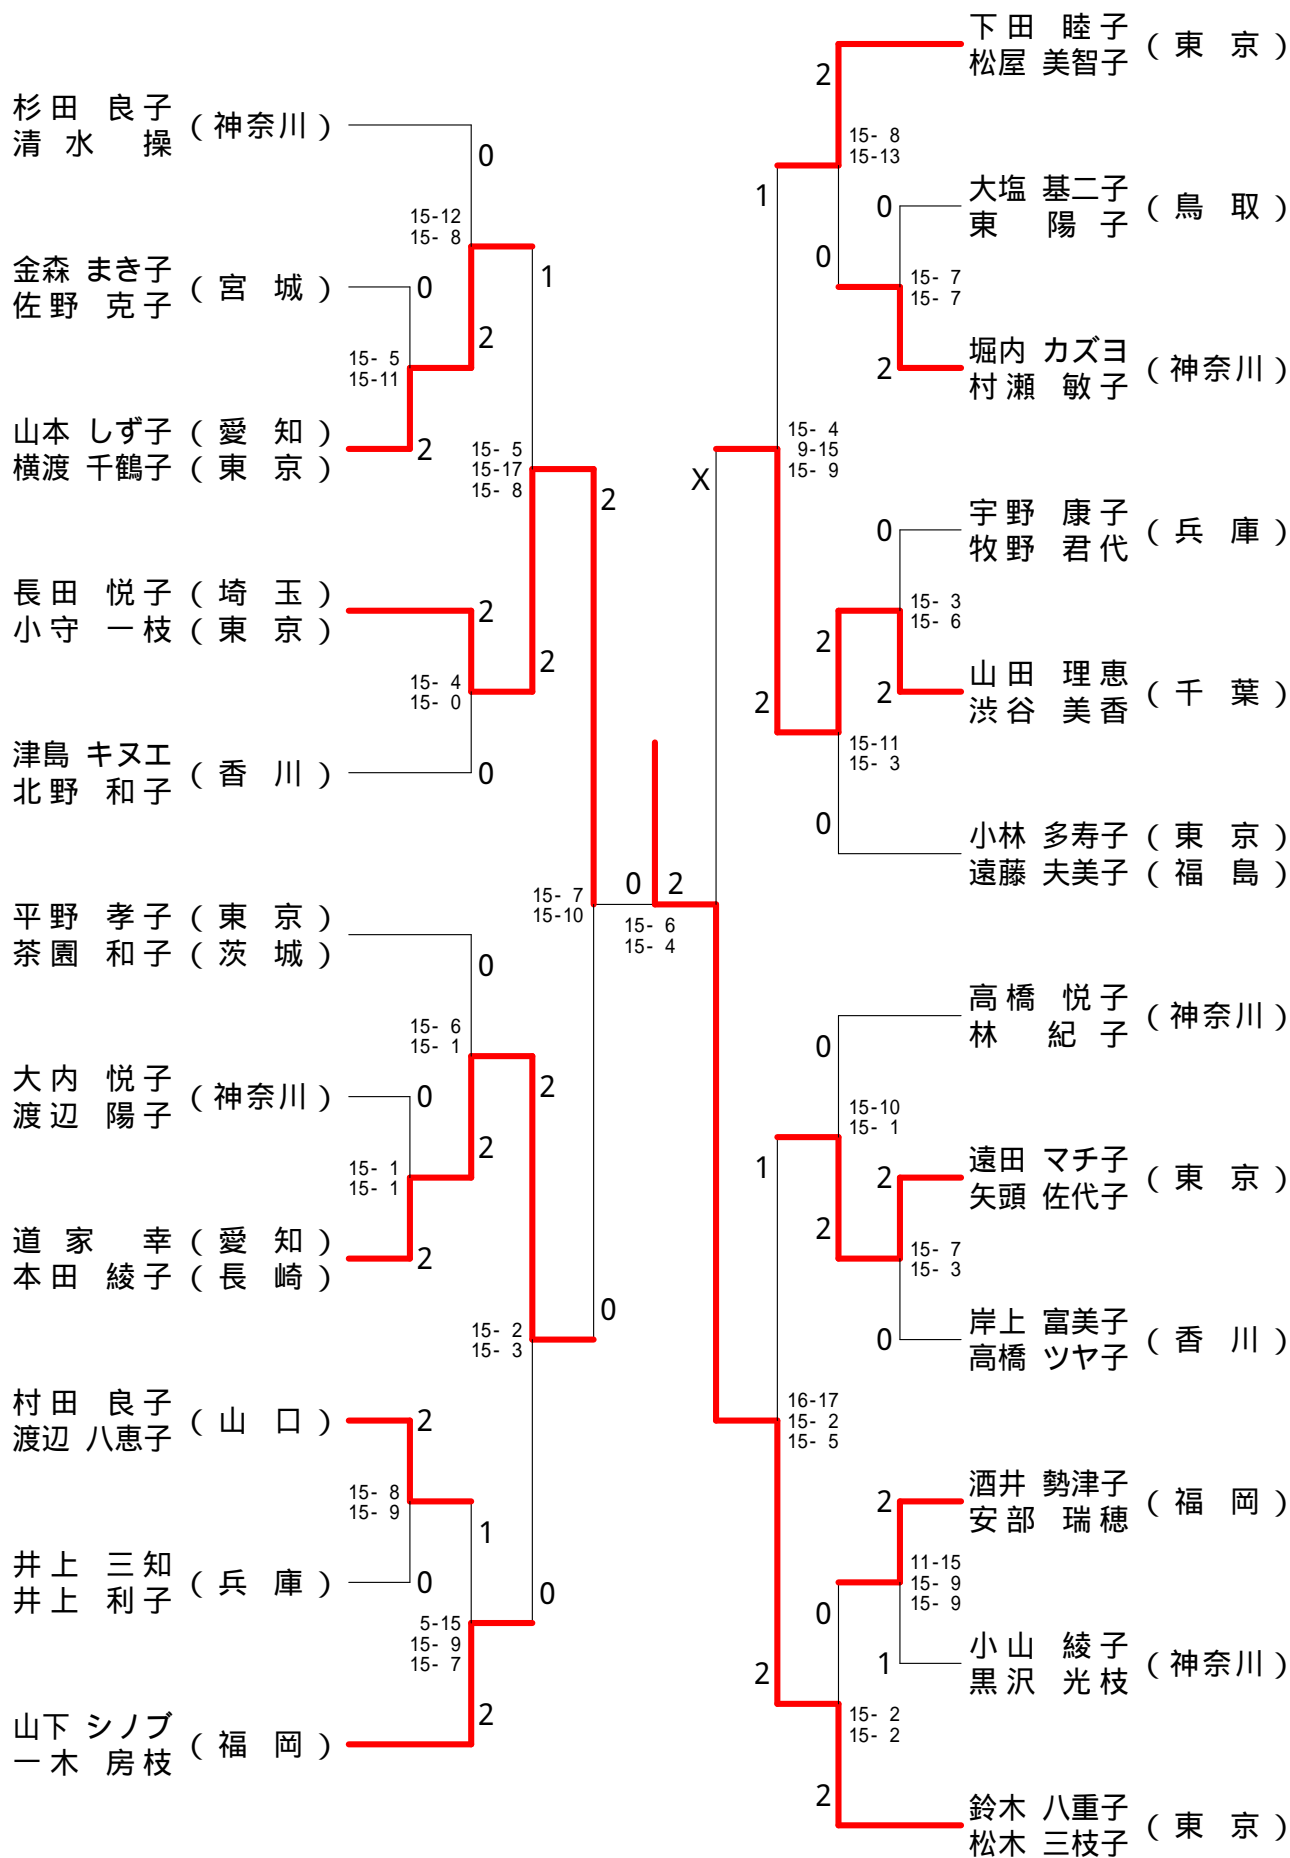 杉田 良子
清水 操
(神奈川)
0
15-12
15- 8
金森 まき子
佐野 克子
(宮 城)
0
1
2
15- 5
15-11
山本 しず子 (愛 知)
横渡 千鶴子 (東 京)
2
15- 5
15-17
15- 8
2
長田 悦子 (埼 玉)
小守 一枝 (東 京)
2
2
15- 4
15- 0
津島 キヌエ
北野 和子
(香 川)
0
15- 7
15-10
平野 孝子 (東 京)
茶園 和子 (茨 城)
0
15- 6
15- 1
大内 悦子
渡辺 陽子
(神奈川)
0
2
2
15- 1
15- 1
道家 幸 (愛 知)
本田 綾子 (長 崎)
2
15- 2
15- 3
0
村田 良子
渡辺 八恵子
(山 口)
2
15- 8
15- 9
1
井上 三知
井上 利子
(兵 庫)
0
0
5-15
15- 9
15- 7
山下 シノブ
一木 房枝
(福 岡)
2
0 2
15- 6
15- 4
下田 睦子
松屋 美智子
(東 京)
2
15- 8
15-13
1
大塩 基二子
東 陽子
(鳥 取)
0
0
15- 7
15- 7
堀内 カズヨ
村瀬 敏子
(神奈川)
2
15- 4
9-15
15- 9
X
宇野 康子
牧野 君代
(兵 庫)
0
15- 3
15- 6
2
山田 理恵
渋谷 美香
(千 葉)
2
2
15-11
15- 3
0
小林 多寿子 (東 京)
遠藤 夫美子 (福 島)
高橋 悦子
林 紀子
(神奈川)
0
15-10
15- 1
1
遠田 マチ子
矢頭 佐代子
(東 京)
2
2
15- 7
15- 3
岸上 富美子
高橋 ツヤ子
(香 川)
0
16-17
15- 2
15- 5
酒井 勢津子
安部 瑞穂
(福 岡)
2
11-15
15- 9
15- 9
0
小山 綾子
黒沢 光枝
(神奈川)
1
2
15- 2
15- 2
2
鈴木 八重子
松木 三枝子
(東 京)